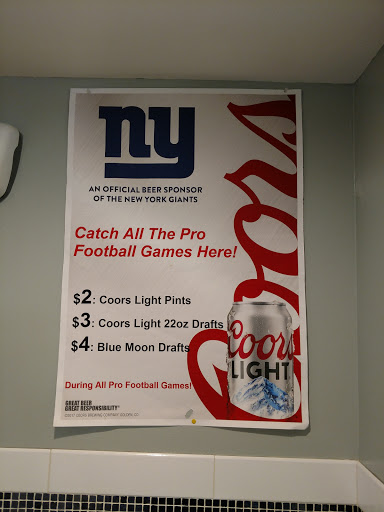 ny
AN OFFICIAL BEER SPONSOR
OF THE NEW YORK GIANTS
Catch All The Pro
Football Games Here!
$2: Coors Light Pints
$3: Coors Light 22oz Drafts
$4: Blue Moon Drafts
During All Pro Football Games!
GREAT BEER
GREAT RESPONSIBILITY®
Coors
Coors
LIGHT